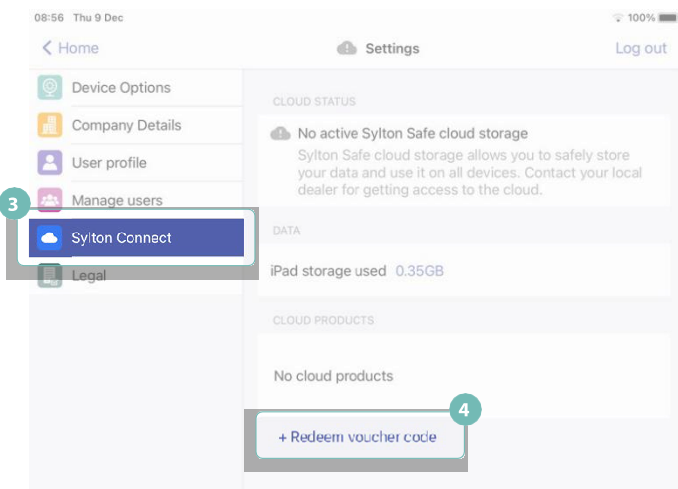 08:56 Thu 9 Dec 100%
Home Settings Log out
Device Options
Company Details
User profile
Manage users
3
Sylton Connect
Legal
CLOUD STATUS
No active Sylton Safe cloud storage
Sylton Safe cloud storage allows you to safely store
your data and use it on all devices. Contact your local
dealer for getting access to the cloud.
DATA
iPad storage used 0.35GB
CLOUD PRODUCTS
No cloud products
4
+ Redeem voucher code